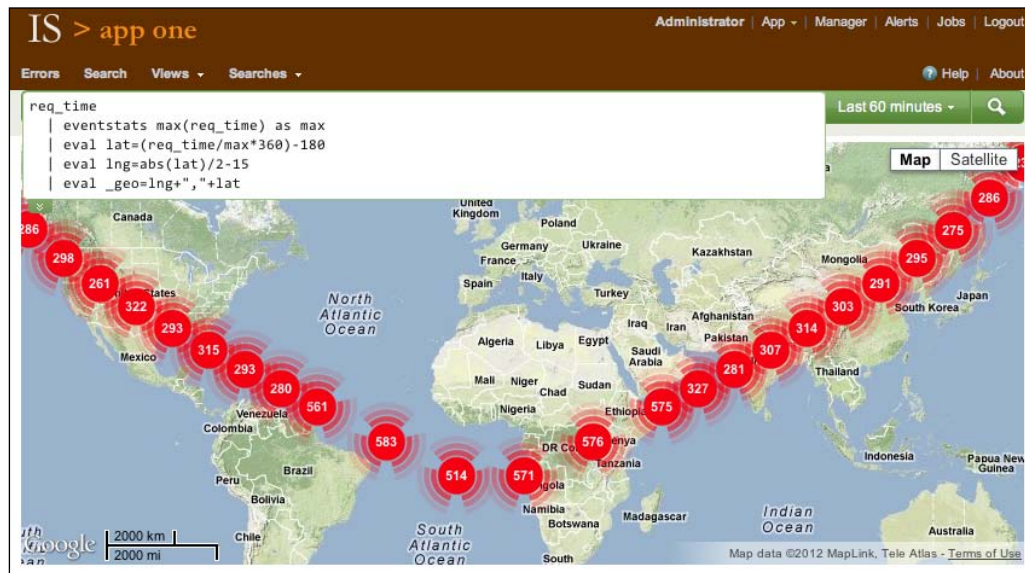 IS > app one
Administrator | App | Manager | Alerts | Jobs | Logout
Errors Search Views Searches
? Help | About
req_time
| eventstats max(req_time) as max
| eval lat=(req_time/max*360)-180
| eval lng=abs(lat)/2-15
| eval _geo=lng+","+lat
Last 60 minutes
Map Satellite
United
Kingdom
Canada
Poland
Germany
Ukraine
France
Kazakhstan
Mongolia
Italy
Spain
Turkey
Japan
South Korea
North
Atlantic
Ocean
States
Afghanistan
Iraq
Iran
Pakistan
Algeria
Libya
Egypt
Saudi
Arabia
Mexico
Mali
Niger
Chad
Sudan
Thailand
Nigeria
Ethiopia
Venezuela
Colombia
DR Co
enya
Tanzania
Indonesia
Papua New
Guinea
Peru
Brazil
gola
Bolivia
Namibia
Botswana
Madagascar
Indian
Ocean
Australia
Chile
South
Atlantic
Ocean
South
286
298
261
322
293
315
293
280
561
583
514
571
576
575
327
281
307
314
303
291
295
275
286
Google
2000 km
2000 mi
Map data ©2012 MapLink, Tele Atlas - Terms of Use